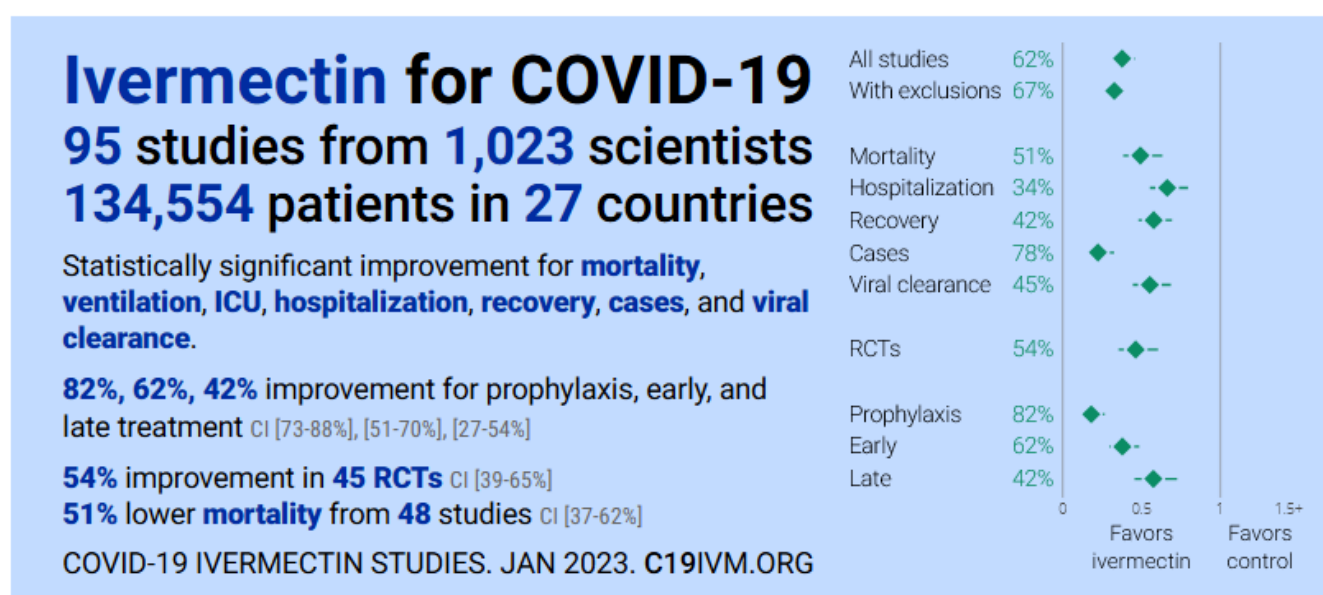 Ivermectin for COVID-19
95 studies from 1,023 scientists
134,554 patients in 27 countries
Statistically significant improvement for mortality,
ventilation, ICU, hospitalization, recovery, cases, and viral
clearance.
82%, 62%, 42% improvement for prophylaxis, early, and
late treatment CI [73-88%], [51-70%], [27-54%]
54% improvement in 45 RCTs CI [39-65%]
51% lower mortality from 48 studies CI [37-62%]
COVID-19 IVERMECTIN STUDIES. JAN 2023. C19IVM.ORG
All studies 62%
With exclusions 67%
Mortality 51%
Hospitalization 34%
Recovery 42%
Cases 78%
Viral clearance 45%
RCTs 54%
Prophylaxis 82%
Early 62%
Late 42%
0 0.5 1 1.5+
Favors Favors
ivermectin control